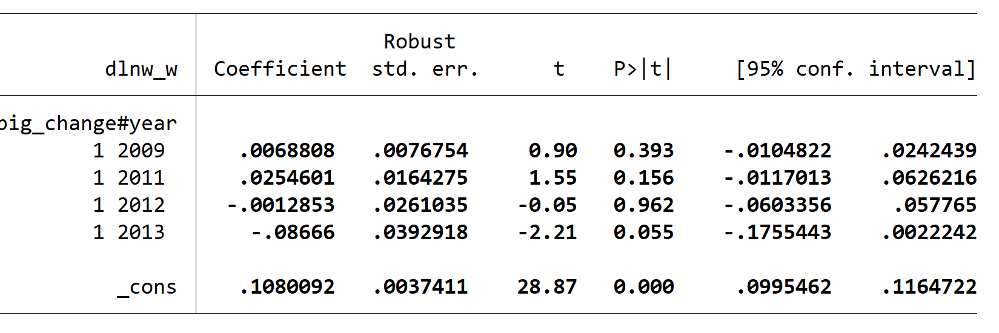 Robust
dlnw_w Coefficient std. err. t P>|t| [95% conf. interval]
big_change#year
1 2009 .0068808 .0076754 0.90 0.393 -.0104822 .0242439
1 2011 .0254601 .0164275 1.55 0.156 -.0117013 .0626216
1 2012 -.0012853 .0261035 -0.05 0.962 -.0603356 .057765
1 2013 -.08666 .0392918 -2.21 0.055 -.1755443 .0022242
_cons .1080092 .0037411 28.87 0.000 .0995462 .1164722